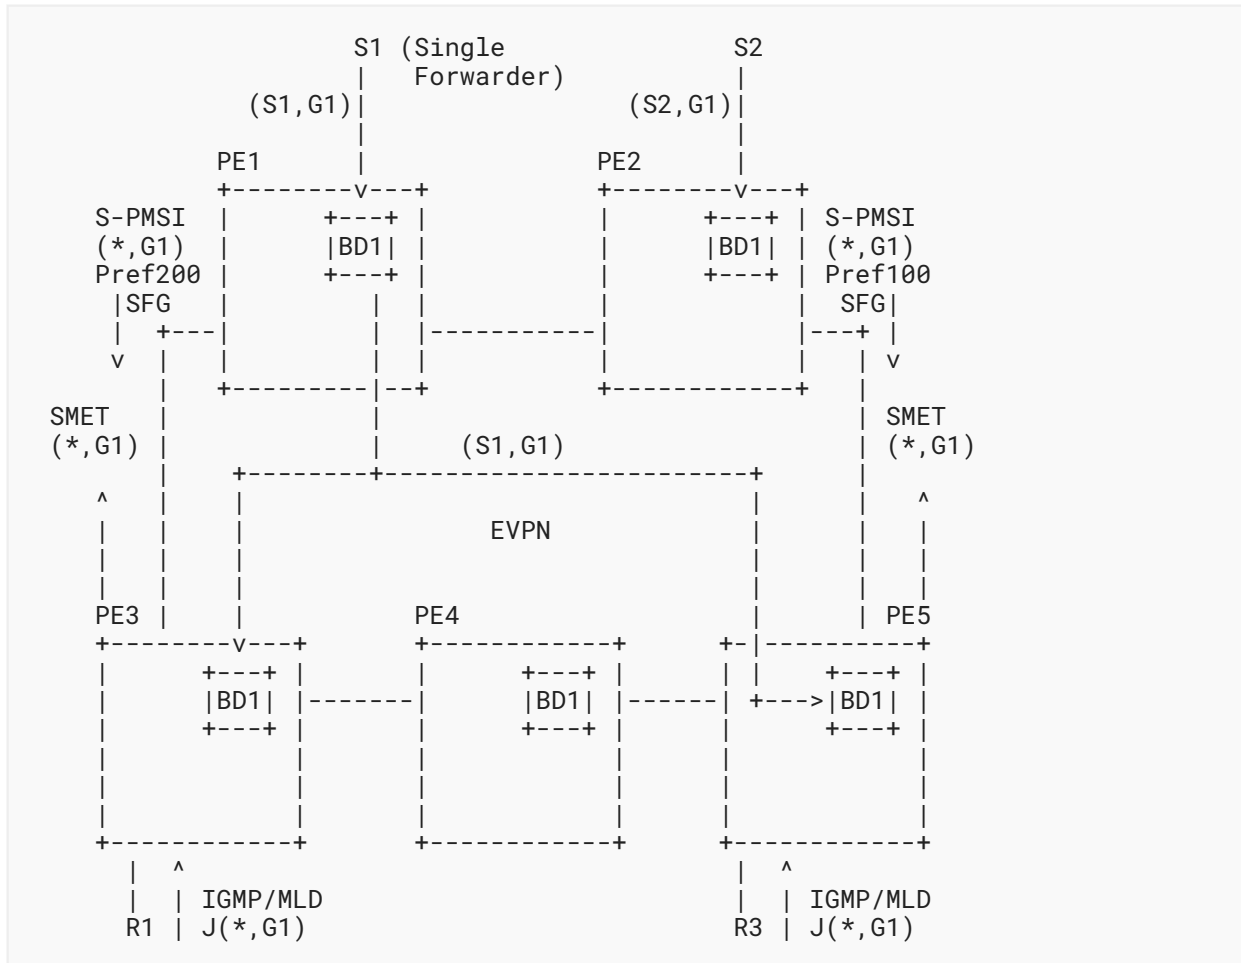 S1 (Single S2
Forwarder)
(S1,G1) (S2,G1)
PE1 PE2
S-PMSI S-PMSI
(*,G1) BD1 BD1 (*,G1)
Pref200 Pref100
SFG SFG
SMET SMET
(*,G1) (S1,G1) (*,G1)
EVPN
PE3 PE4 PE5
BD1 BD1 BD1
IGMP/MLD IGMP/MLD
R1 J(*,G1) R3 J(*,G1)